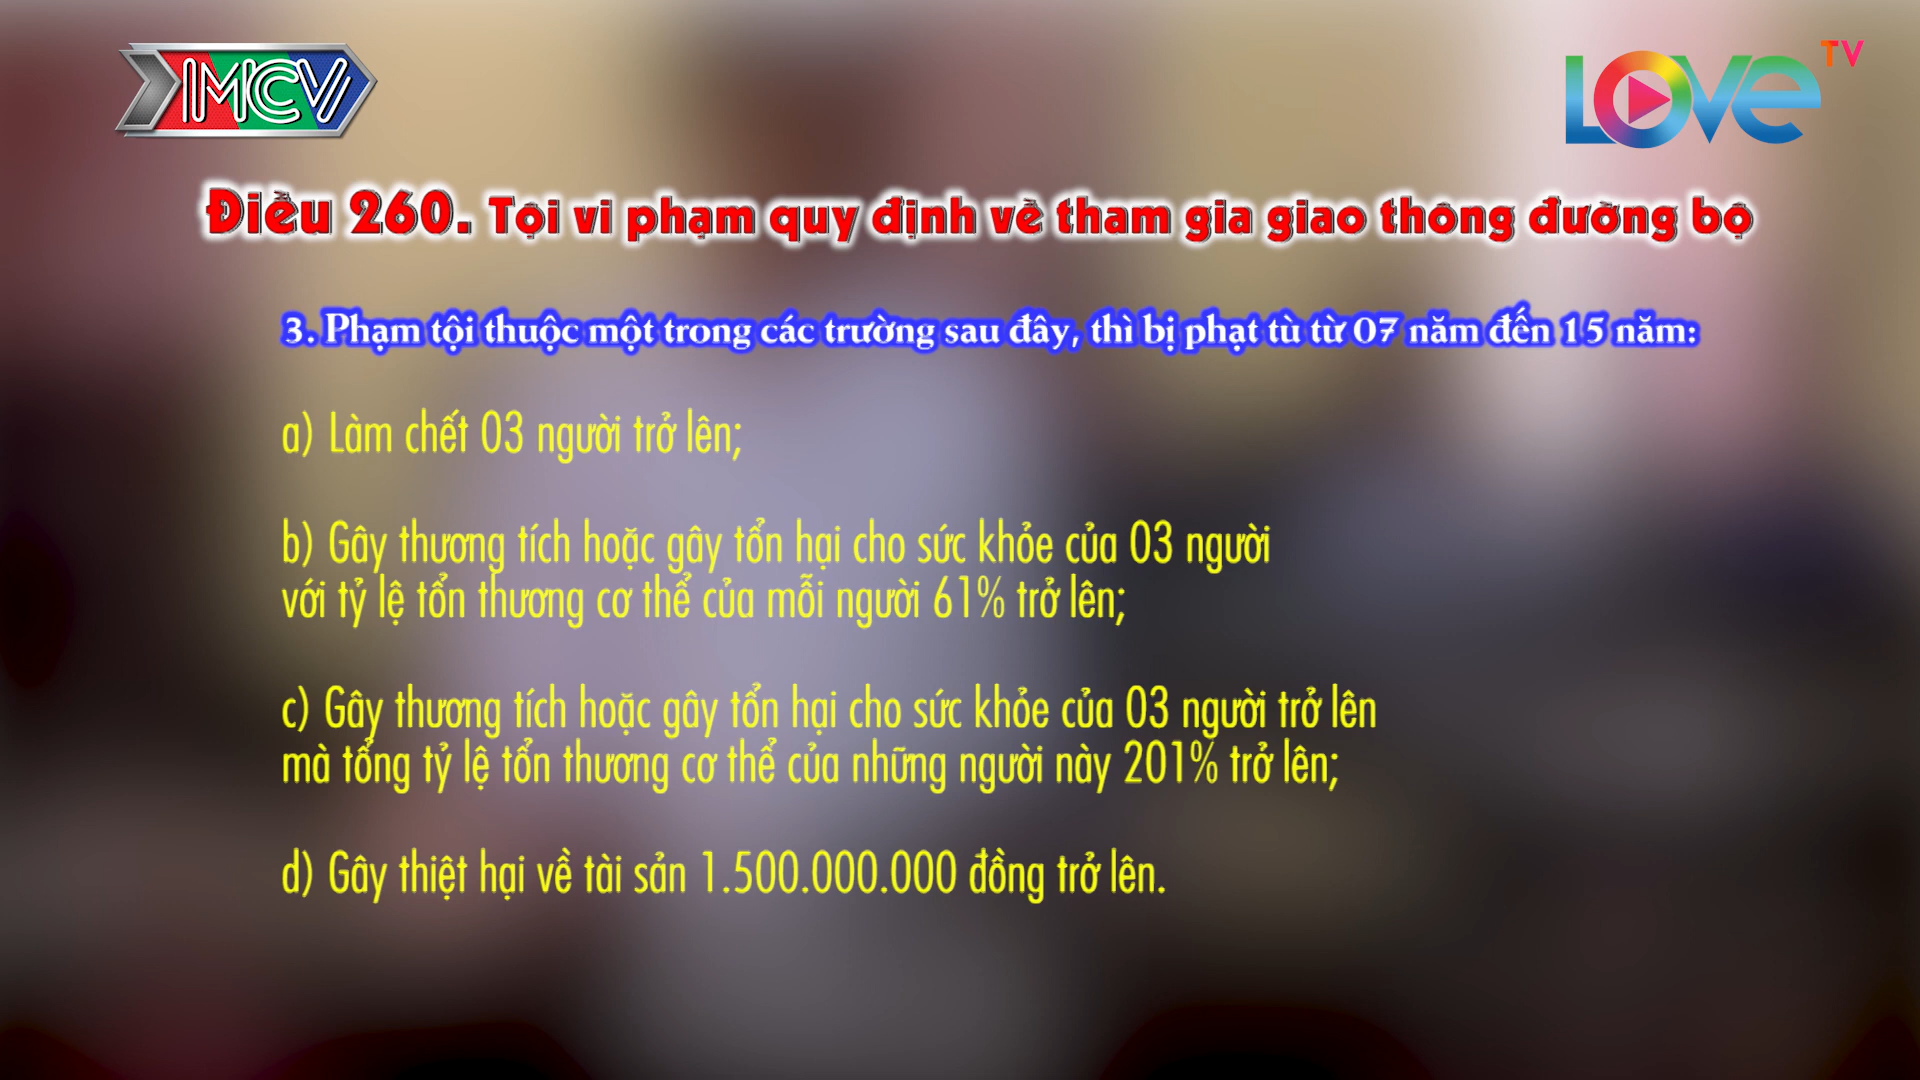 MCV
LOVE TV
Điều 260. Tội vi phạm quy định về tham gia giao thông đường bộ
3. Phạm tội thuộc một trong các trường sau đây, thì bị phạt tù từ 07 năm đến 15 năm:
a) Làm chết 03 người trở lên;
b) Gây thương tích hoặc gây tổn hại cho sức khỏe của 03 người
với tỷ lệ tổn thương cơ thể của mỗi người 61% trở lên;
c) Gây thương tích hoặc gây tổn hại cho sức khỏe của 03 người trở lên
mà tổng tỷ lệ tổn thương cơ thể của những người này 201% trở lên;
d) Gây thiệt hại về tài sản 1.500.000.000 đồng trở lên.